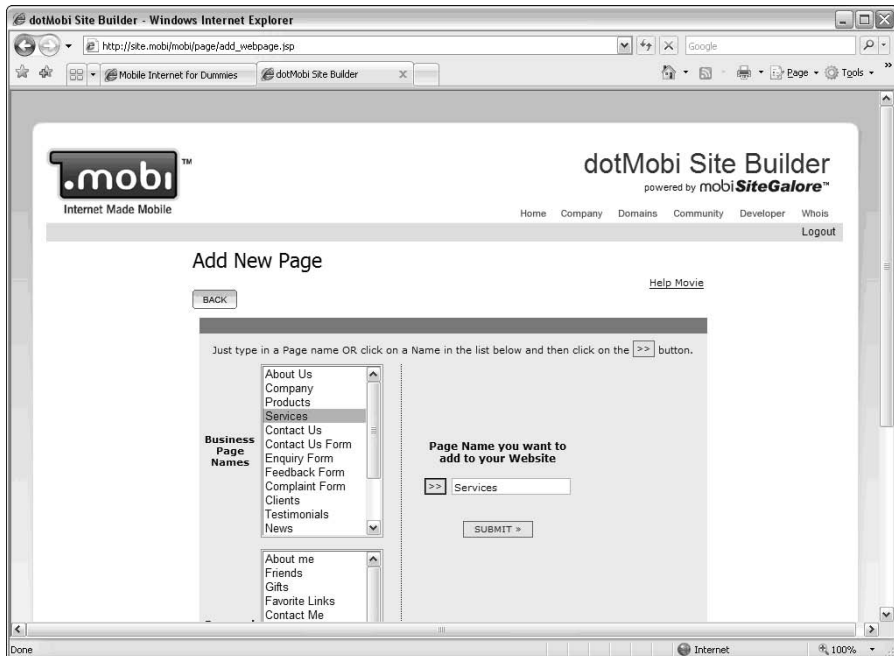 dotMobi Site Builder - Windows Internet Explorer
http://site.mobi/mobi/page/add_webpage.jsp
Google
Mobile Internet for Dummies
dotMobi Site Builder
Page
Tools
.mobi™
Internet Made Mobile
dotMobi Site Builder
powered by mobiSiteGalore™
Home Company Domains Community Developer Whois
Logout
Add New Page
Help Movie
BACK
Just type in a Page name OR click on a Name in the list below and then click on the >> button.
Business
Page
Names
About Us
Company
Products
Services
Contact Us
Contact Us Form
Enquiry Form
Feedback Form
Complaint Form
Clients
Testimonials
News
Page Name you want to
add to your Website
>> Services
SUBMIT »
About me
Friends
Gifts
Favorite Links
Contact Me
Done
Internet
100%